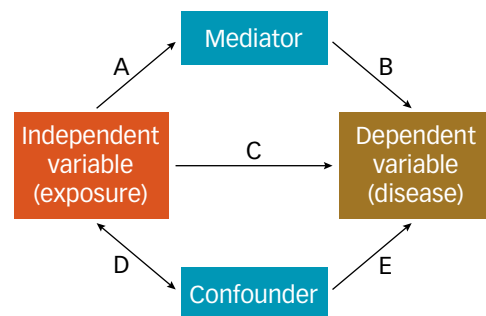 Mediator
A
B
Independent
variable
(exposure)
C
Dependent
variable
(disease)
D
E
Confounder